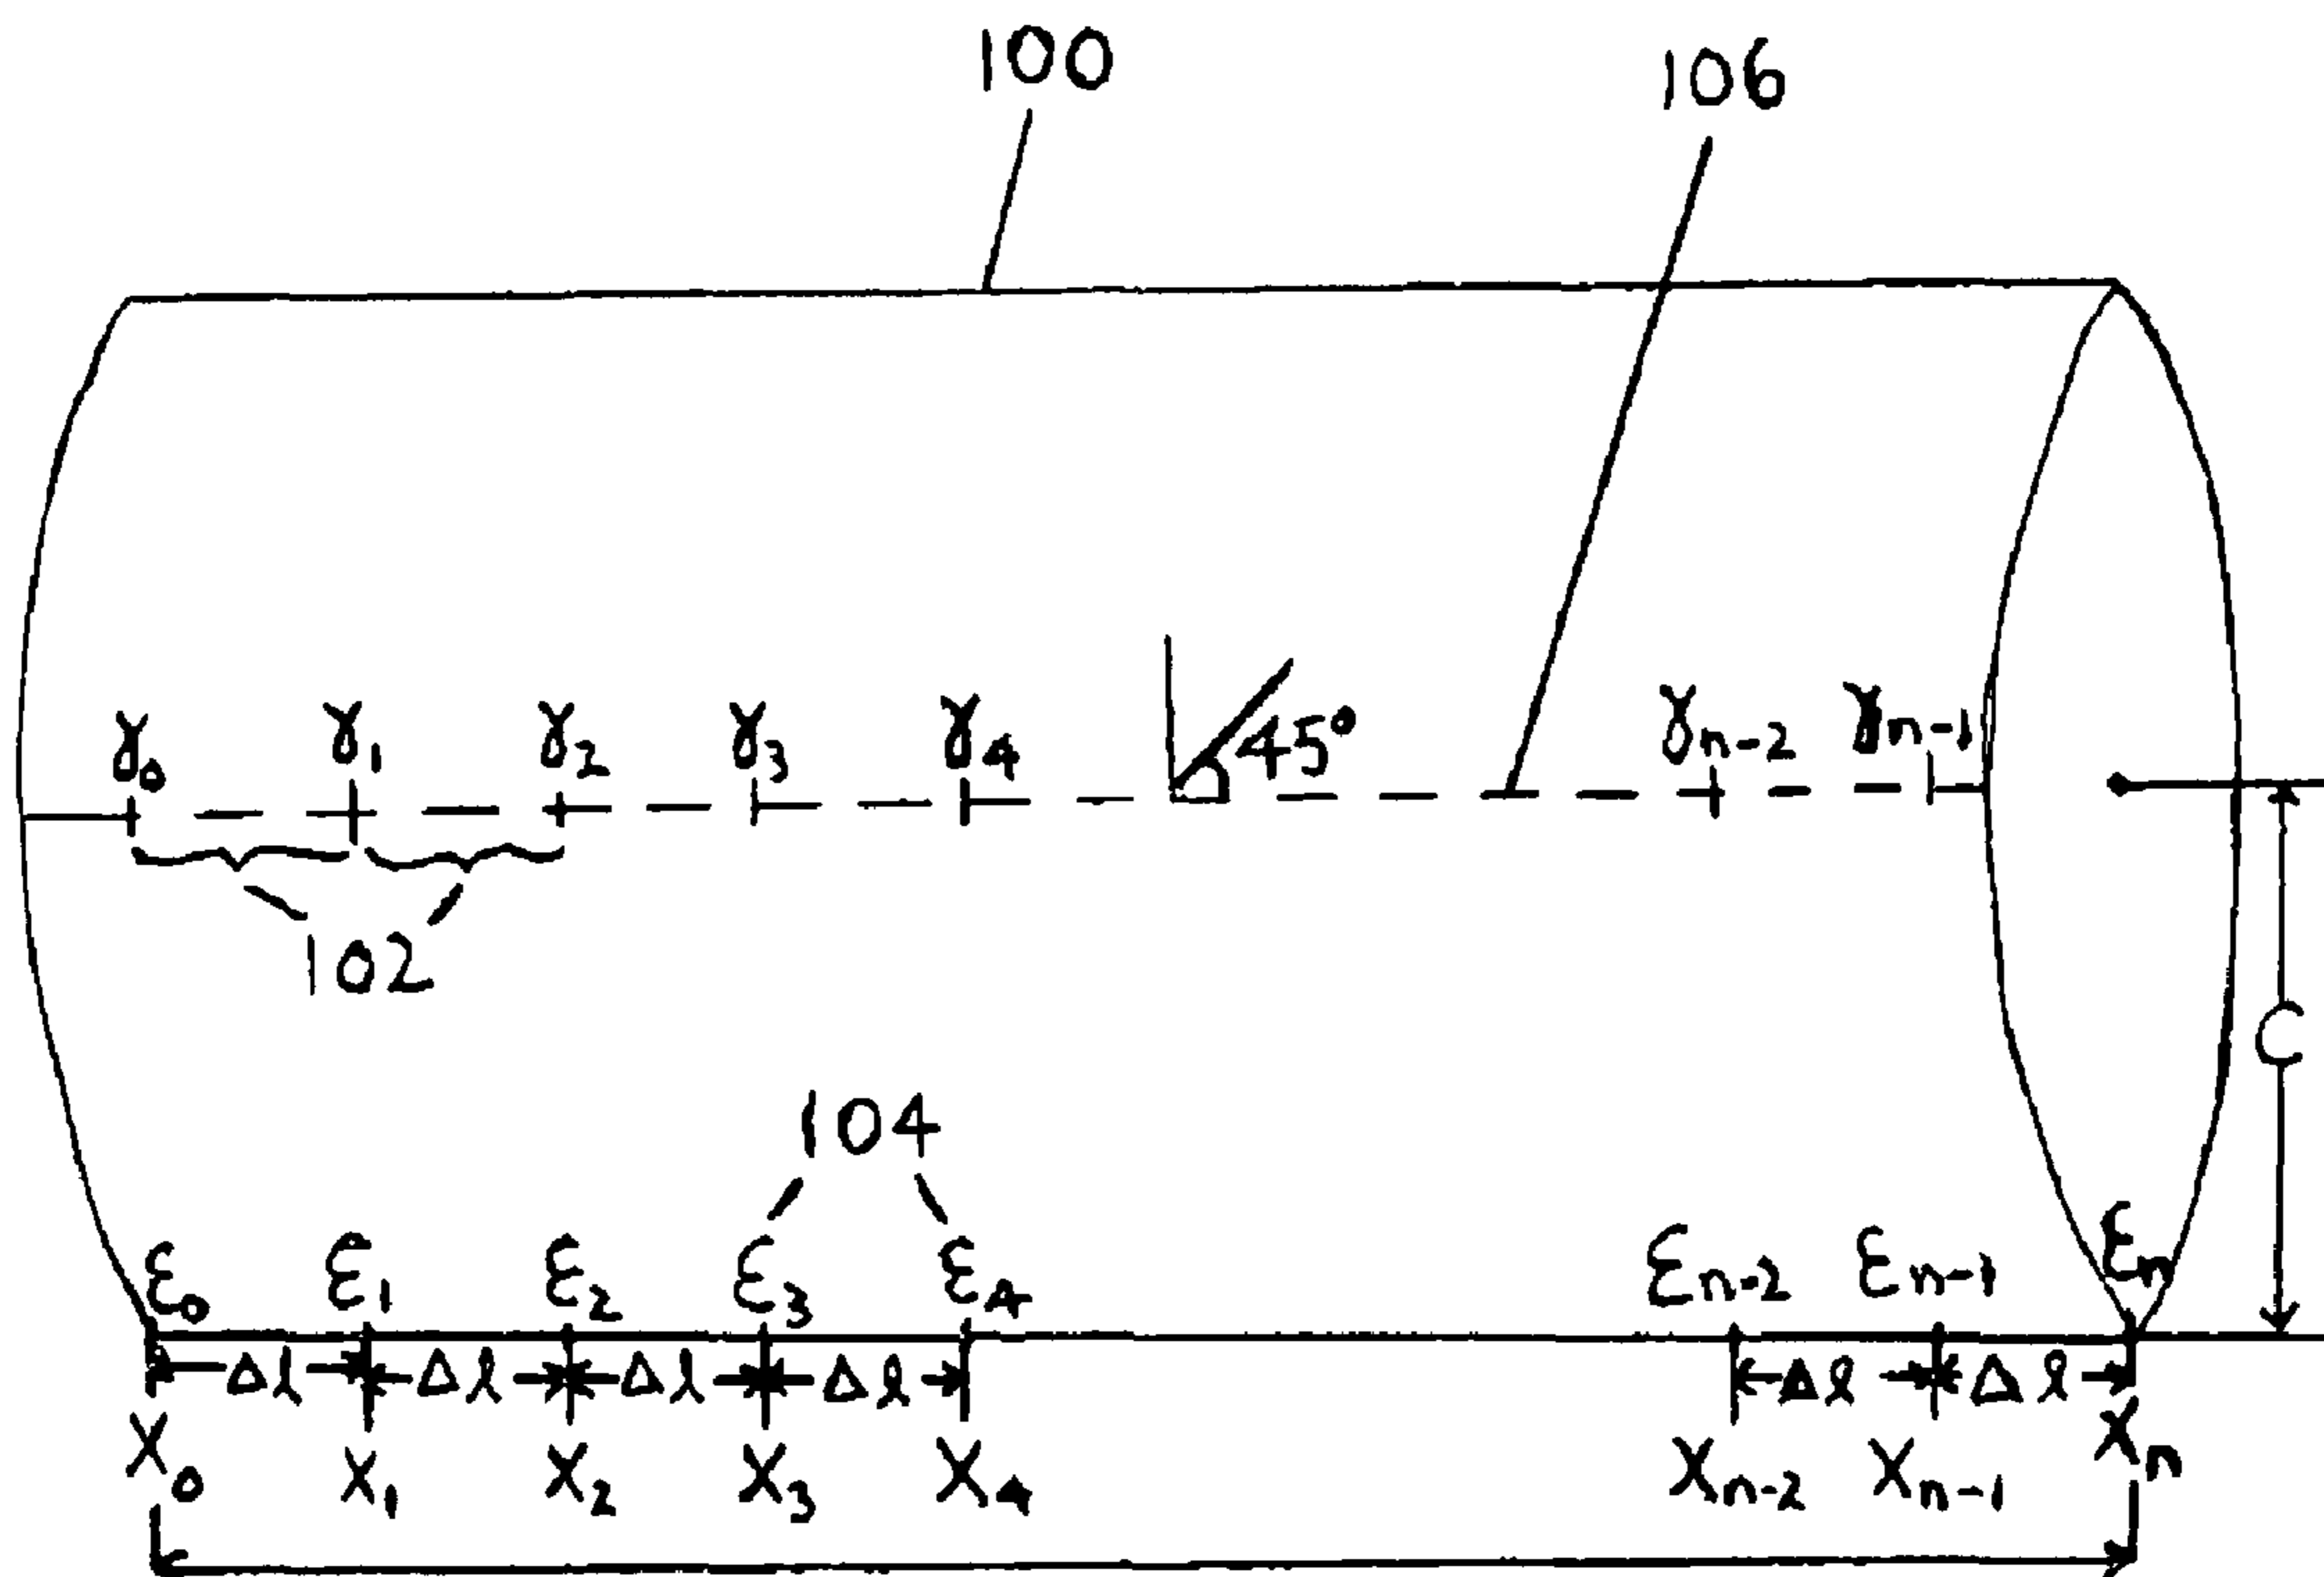 100 106
γ₀ γ₁ γ₂ γ₃ γ₄ 45° γn-2 γn-1
102
C
104
ε₀ ε₁ ε₂ ε₃ ε₄ εn-2 εn-1 εn
Δl Δl Δl Δl Δl Δl
X₀ X₁ X₂ X₃ X₄ Xn-2 Xn-1 Xn